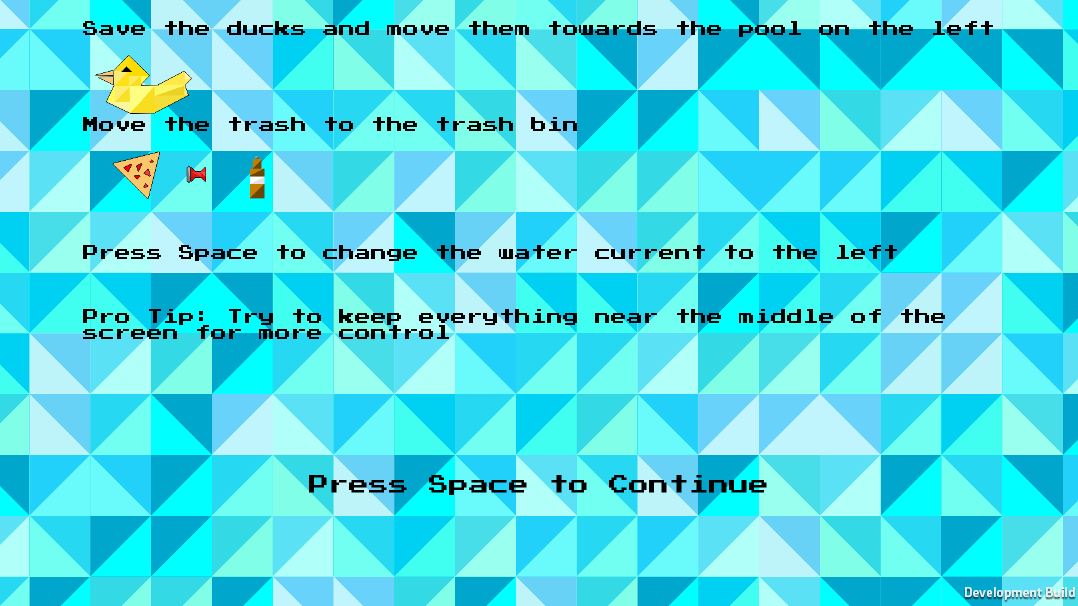 Save the ducks and move them towards the pool on the left
Move the trash to the trash bin
Press Space to change the water current to the left
Pro Tip: Try to keep everything near the middle of the
screen for more control
Press Space to Continue
Development Build